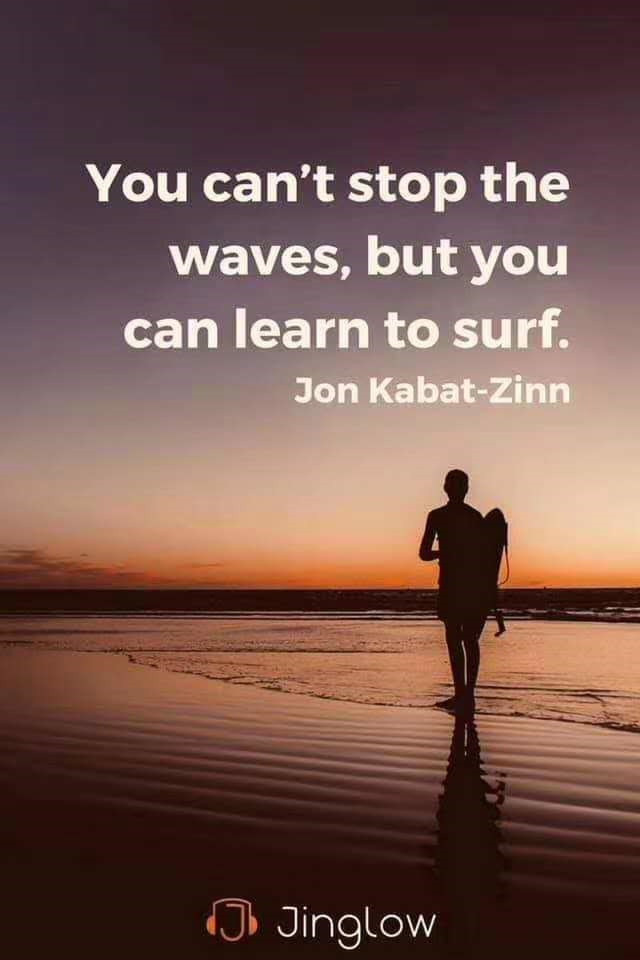 You can’t stop the
waves, but you
can learn to surf.
Jon Kabat-Zinn
Jinglow